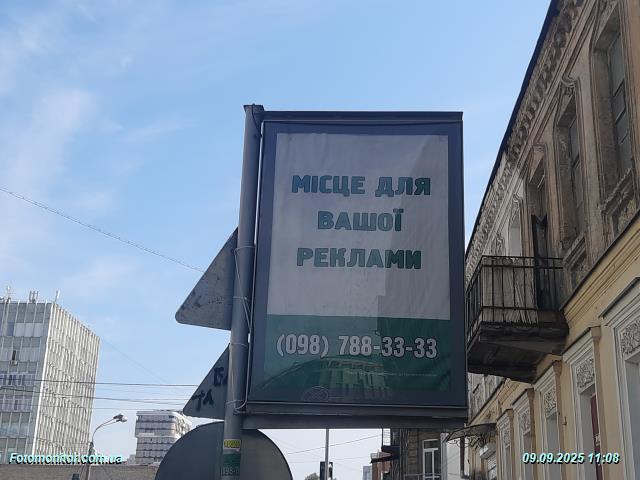 МІСЦЕ ДЛЯ
ВАШОЇ
РЕКЛАМИ
(098) 788-33-33
Fotomonitor.com.ua
09.09.2025 11:08